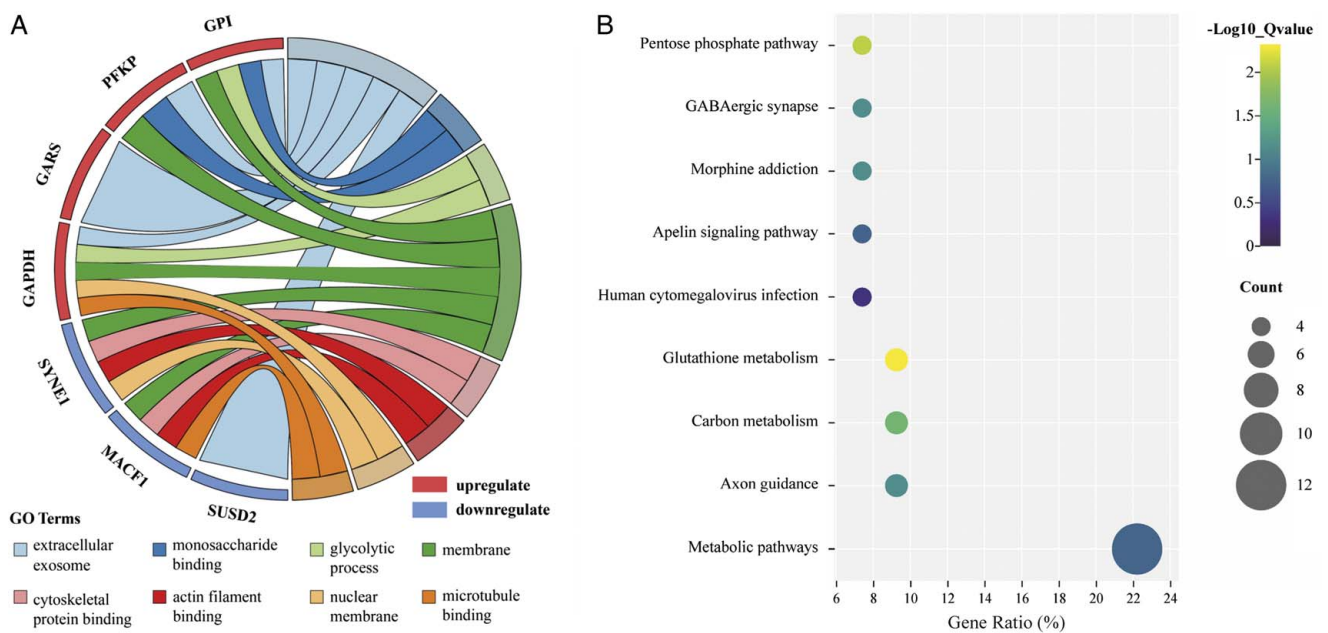 A
GPI
PFKP
GARS
GAPDH
SYNE1
MACF1
SUSD2
upregulate
downregulate
GO Terms
extracellular
exosome
monosaccharide
binding
glycolytic
process
membrane
cytoskeletal
protein binding
actin filament
binding
nuclear
membrane
microtubule
binding
B
Pentose phosphate pathway
GABAergic synapse
Morphine addiction
Apelin signaling pathway
Human cytomegalovirus infection
Glutathione metabolism
Carbon metabolism
Axon guidance
Metabolic pathways
6 8 10 12 14 16 18 20 22 24
Gene Ratio (%)
-Log10_Qvalue
2
1.5
1
0.5
0
Count
4
6
8
10
12